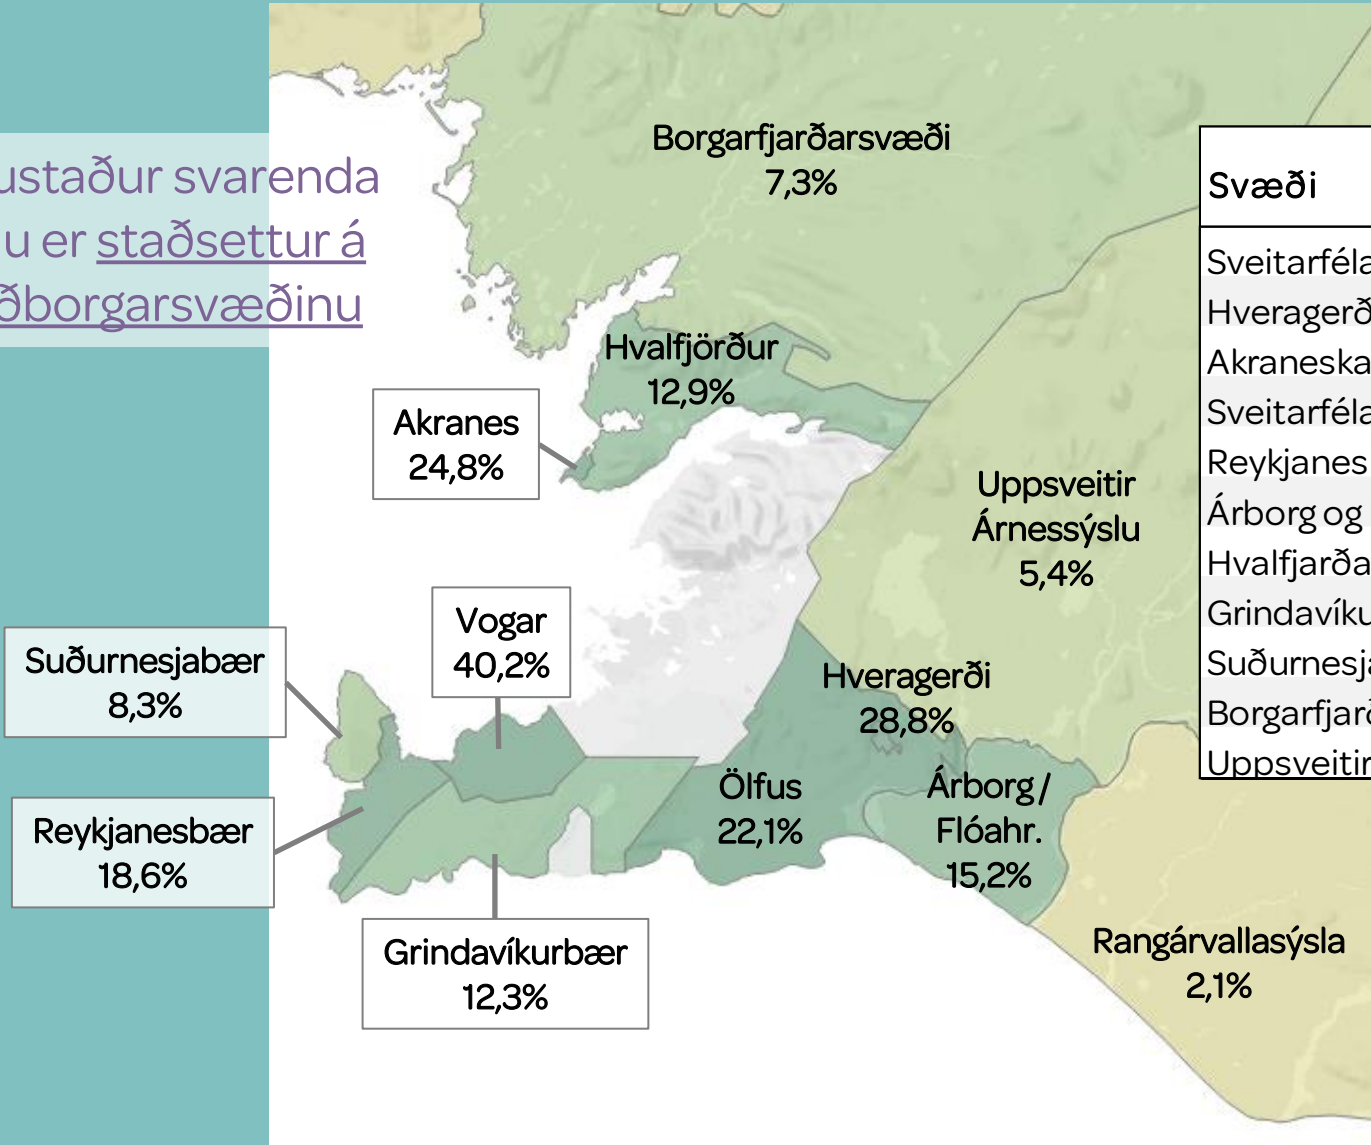 ustaður svarenda
u er staðsettur á
ðborgarsvæðinu
Borgarfjarðarsvæði
7,3%
Hvalfjörður
12,9%
Akranes
24,8%
Uppsveitir
Árnessýslu
5,4%
Vogar
40,2%
Suðurnesjabær
8,3%
Hveragerði
28,8%
Ölfus
22,1%
Árborg/
Flóahr.
15,2%
Reykjanesbær
18,6%
Grindavíkurbær
12,3%
Rangárvallasýsla
2,1%
Svæði
Sveitarféla
Hveragerð
Akraneska
Sveitarféla
Reykjanes
Árborg og
Hvalfjarða
Grindavíku
Suðurnesja
Borgarfjarð
Uppsveitir